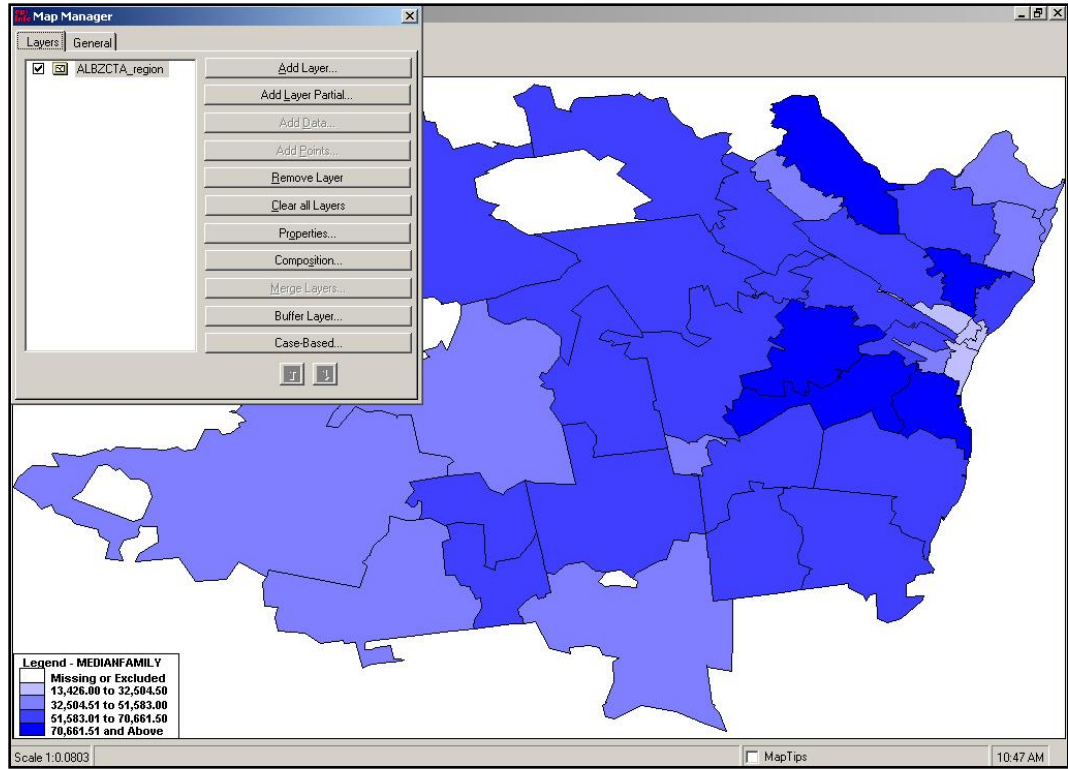 Map Manager
Layers General
ALBZCTA_region
Add Layer...
Add Layer Partial...
Add Data...
Add Points...
Remove Layer
Clear all Layers
Properties...
Composition...
Merge Layers...
Buffer Layer...
Case-Based...
Legend - MEDIANFAMILY
Missing or Excluded
13,426.00 to 32,504.50
32,504.51 to 51,583.00
51,583.01 to 70,661.50
70,661.51 and Above
Scale 1:0.0803
MapTips
10:47 AM